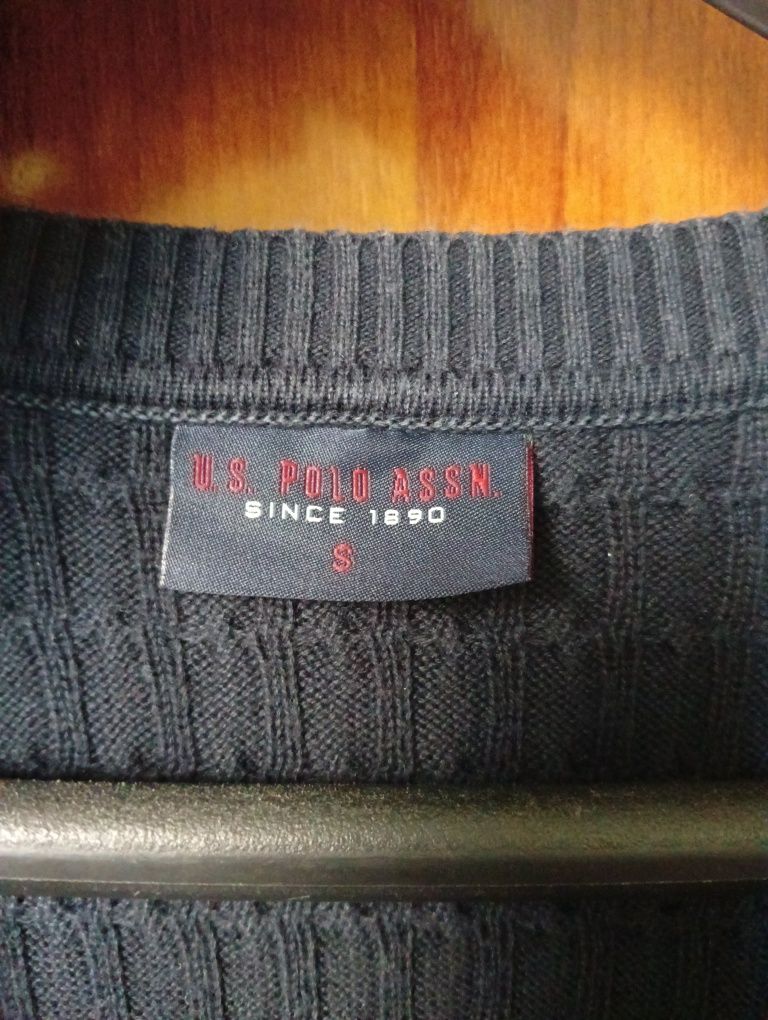 U.S. POLO ASSN.
SINCE 1890
S